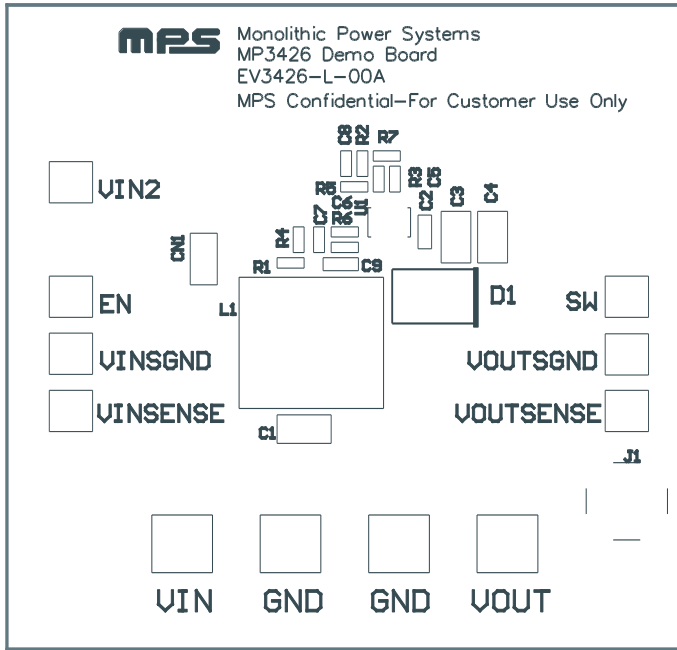 mps
Monolithic Power Systems
MP3426 Demo Board
EV3426-L-00A
MPS Confidential-For Customer Use Only
C8
R2
R7
VIN2
R5
R3
C5
C6
U1
C2
C3
C4
CN1
R4
C7
R6
R1
C9
EN
L1
D1
SW
VINSGND
VOUTSGND
VINSENSE
VOUTSENSE
C1
J1
VIN
GND
GND
VOUT